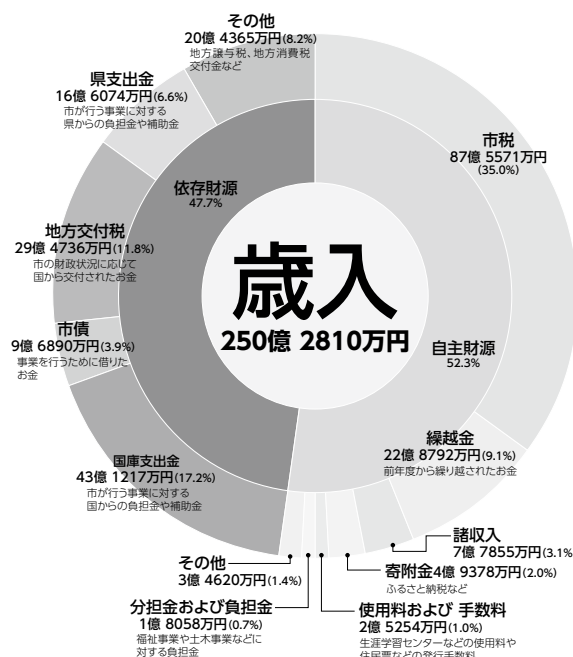 その他
20億 4365万円(8.2%)
地方譲与税、地方消費税
交付金など
県支出金
16億 6074万円(6.6%)
市が行う事業に対する
県からの負担金や補助金
市税
87億 5571万円
(35.0%)
依存財源
47.7%
地方交付税
29億 4736万円(11.8%)
市の財政状況に応じて
国から交付されたお金
歳入
250億 2810万円
市債
9億 6890万円(3.9%)
事業を行うために借りた
お金
自主財源
52.3%
繰越金
22億 8792万円(9.1%)
前年度から繰り越されたお金
国庫支出金
43億 1217万円(17.2%)
市が行う事業に対する
国からの負担金や補助金
諸収入
7億 7855万円(3.1%
その他
3億 4620万円(1.4%)
寄附金4億 9378万円(2.0%)
ふるさと納税など
分担金および負担金
1億 8058万円(0.7%)
福祉事業や土木事業などに
対する負担金
使用料および 手数料
2億 5254万円(1.0%)
生涯学習センターなどの使用料や
住民票などの発行手数料